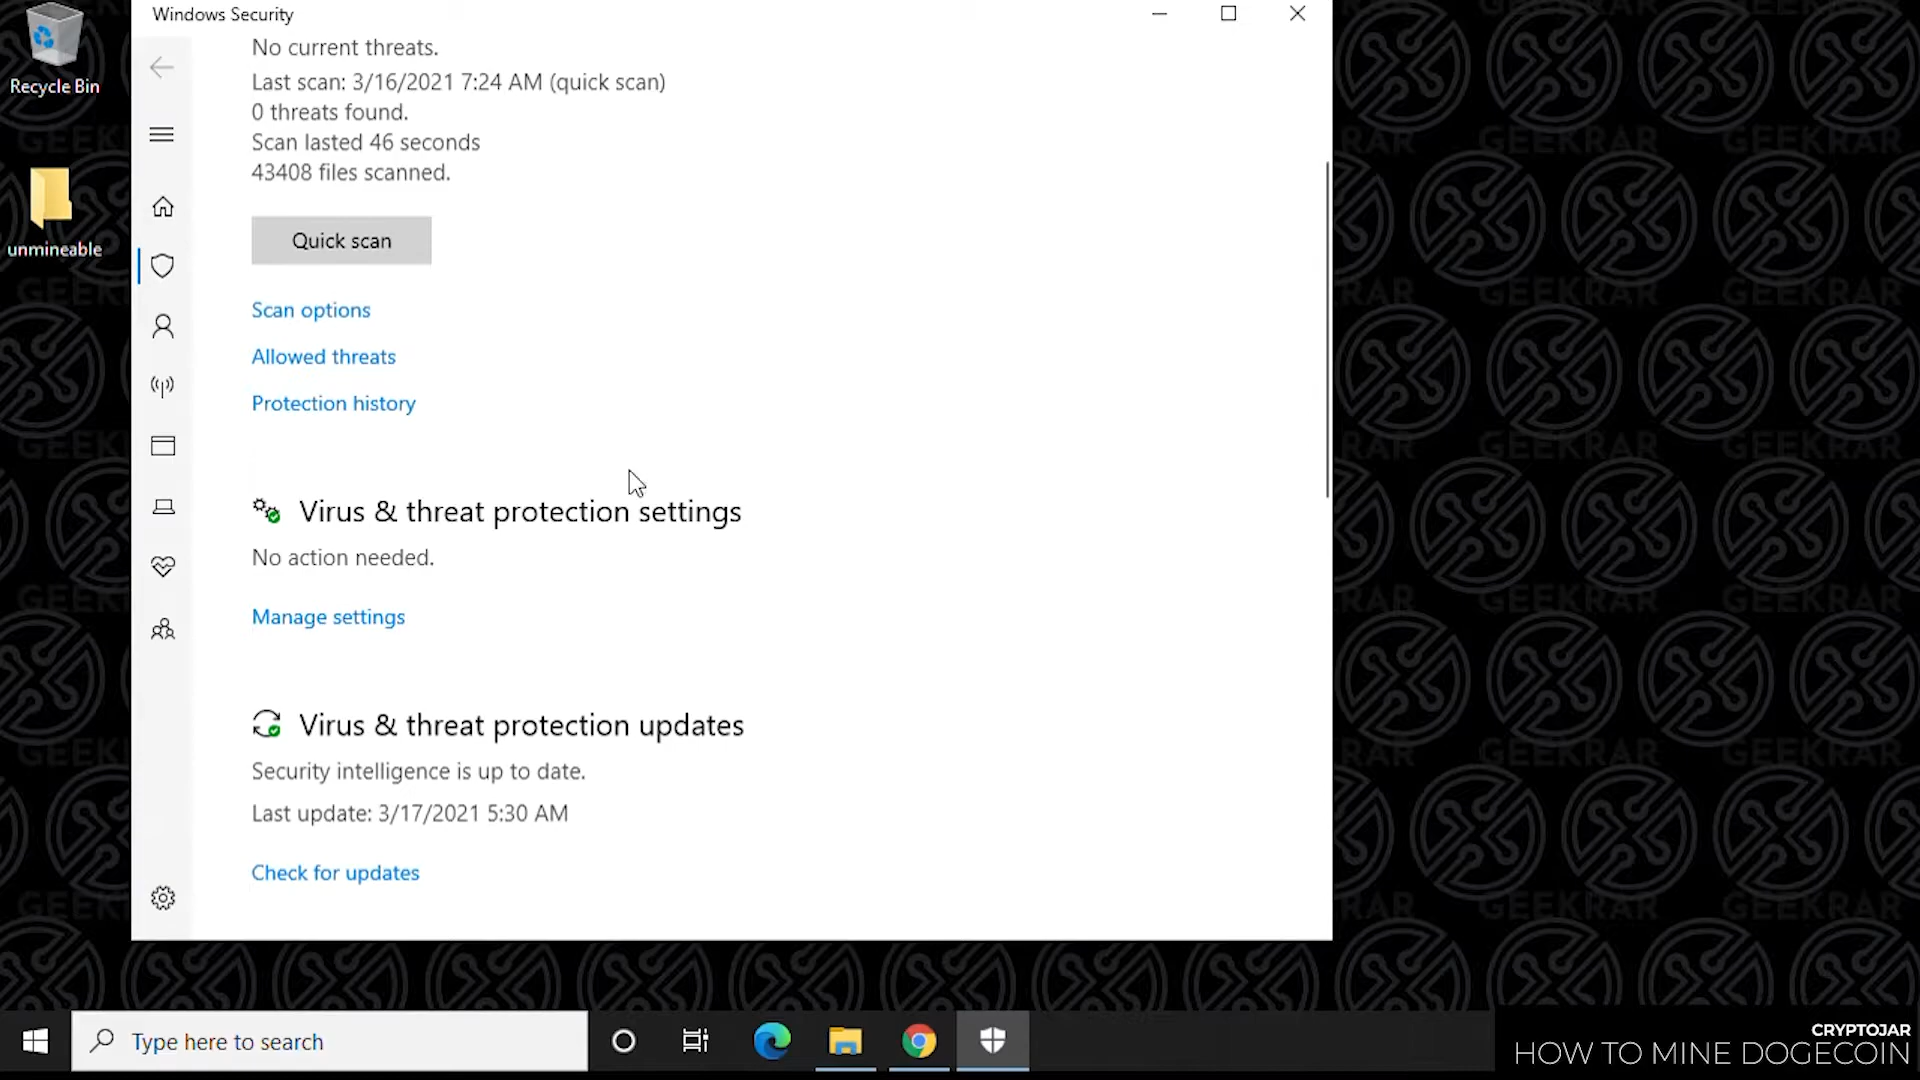 Windows Security
Recycle Bin
unmineable
No current threats.
Last scan: 3/16/2021 7:24 AM (quick scan)
0 threats found.
Scan lasted 46 seconds
43408 files scanned.
Quick scan
Scan options
Allowed threats
Protection history
Virus & threat protection settings
No action needed.
Manage settings
Virus & threat protection updates
Security intelligence is up to date.
Last update: 3/17/2021 5:30 AM
Check for updates
GEEKRAR
Type here to search
CRYPTOJAR
HOW TO MINE DOGECOIN